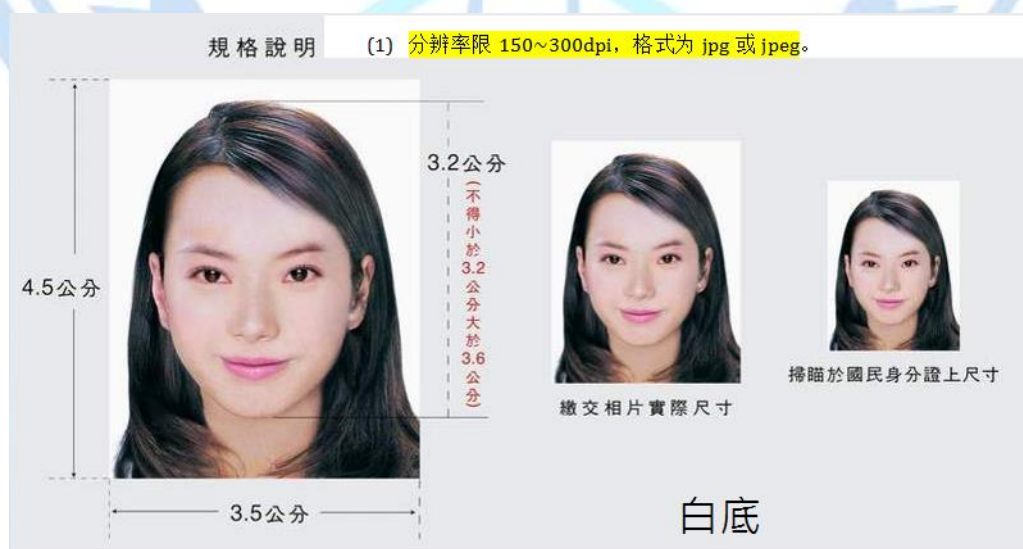 規格說明
(1) 分辨率限 150~300dpi，格式为 jpg 或 jpeg。
4.5公分
3.2公分
(不得小於3.2公分大於3.6公分)
3.5公分
繳交相片實際尺寸
掃瞄於國民身分證上尺寸
白底